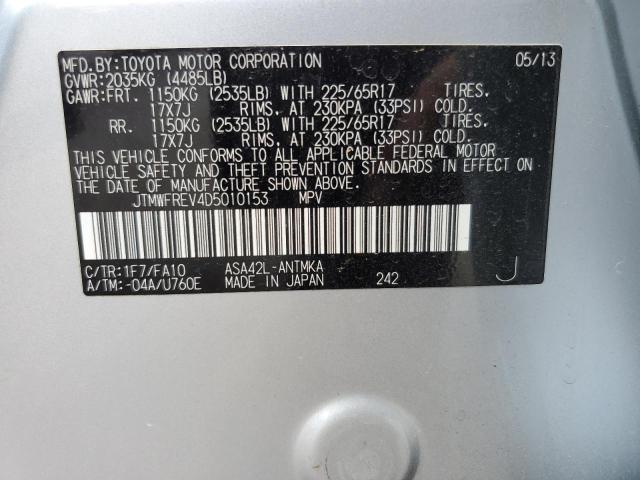 MFD.BY:TOYOTA MOTOR CORPORATION 05/13
GVWR:2035KG (4485LB)
GAWR:FRT. 1150KG (2535LB) WITH 225/65R17 TIRES.
17X7J RIMS. AT 230KPA (33PSI) COLD.
RR. 1150KG (2535LB) WITH 225/65R17 TIRES.
17X7J RIMS. AT 230KPA (33PSI) COLD.
THIS VEHICLE CONFORMS TO ALL APPLICABLE FEDERAL MOTOR
VEHICLE SAFETY AND THEFT PREVENTION STANDARDS IN EFFECT ON
THE DATE OF MANUFACTURE SHOWN ABOVE.
JTMWFREV4D5010153 MPV
C/TR:1F7/FA10 ASA42L-ANTMKA J
A/TM:-04A/U760E MADE IN JAPAN 242